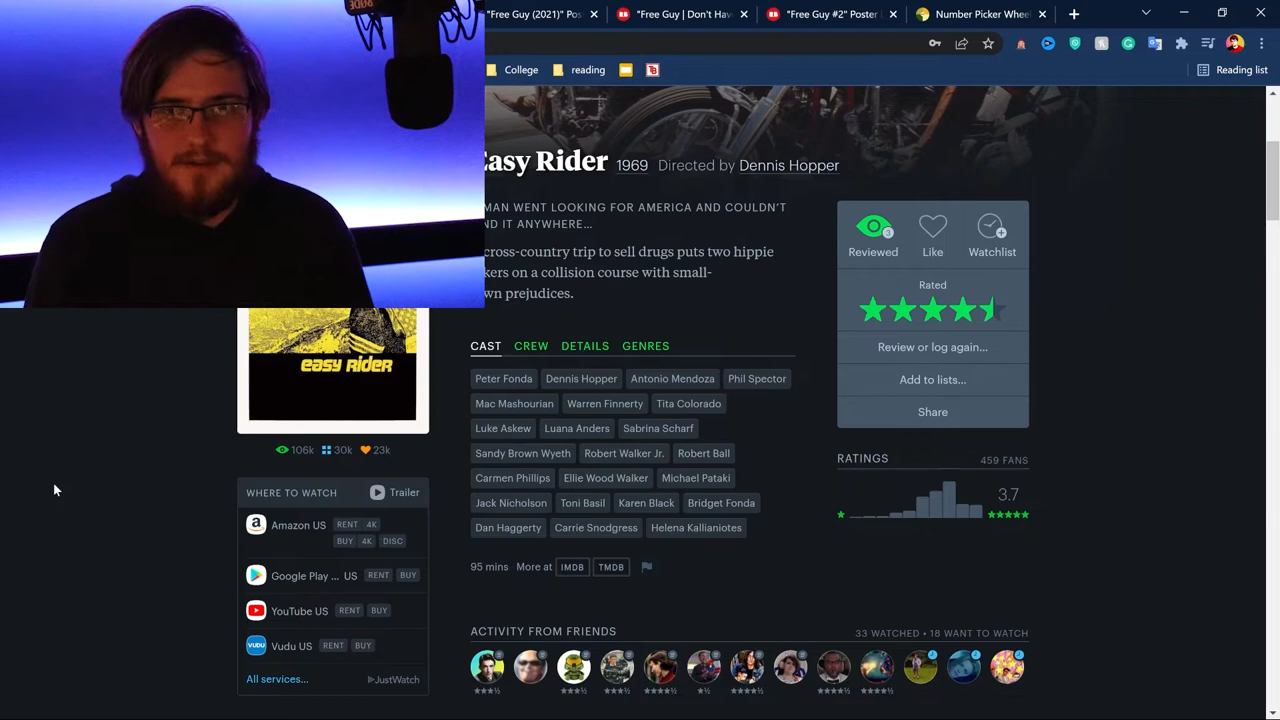 RODE
"Free Guy (2021)" Pos
"Free Guy | Don't Hav
"Free Guy #2" Poster
Number Picker Whee
College
reading
Reading list
Easy Rider 1969 Directed by Dennis Hopper
MAN WENT LOOKING FOR AMERICA AND COULDN'T
ND IT ANYWHERE…
cross-country trip to sell drugs puts two hippie
kers on a collision course with small-
wn prejudices.
3
Reviewed
Like
Watchlist
Rated
Review or log again…
Add to lists…
Share
easy RideR
106k 30k 23k
WHERE TO WATCH Trailer
Amazon US RENT 4K
BUY 4K DISC
Google Play … US RENT BUY
YouTube US RENT BUY
VUDU Vudu US RENT BUY
All services… JustWatch
CAST CREW DETAILS GENRES
Peter Fonda Dennis Hopper Antonio Mendoza Phil Spector
Mac Mashourian Warren Finnerty Tita Colorado
Luke Askew Luana Anders Sabrina Scharf
Sandy Brown Wyeth Robert Walker Jr. Robert Ball
Carmen Phillips Ellie Wood Walker Michael Pataki
Jack Nicholson Toni Basil Karen Black Bridget Fonda
Dan Haggerty Carrie Snodgress Helena Kallianiotes
95 mins More at IMDB TMDB
RATINGS 459 FANS
3.7
ACTIVITY FROM FRIENDS 33 WATCHED • 18 WANT TO WATCH